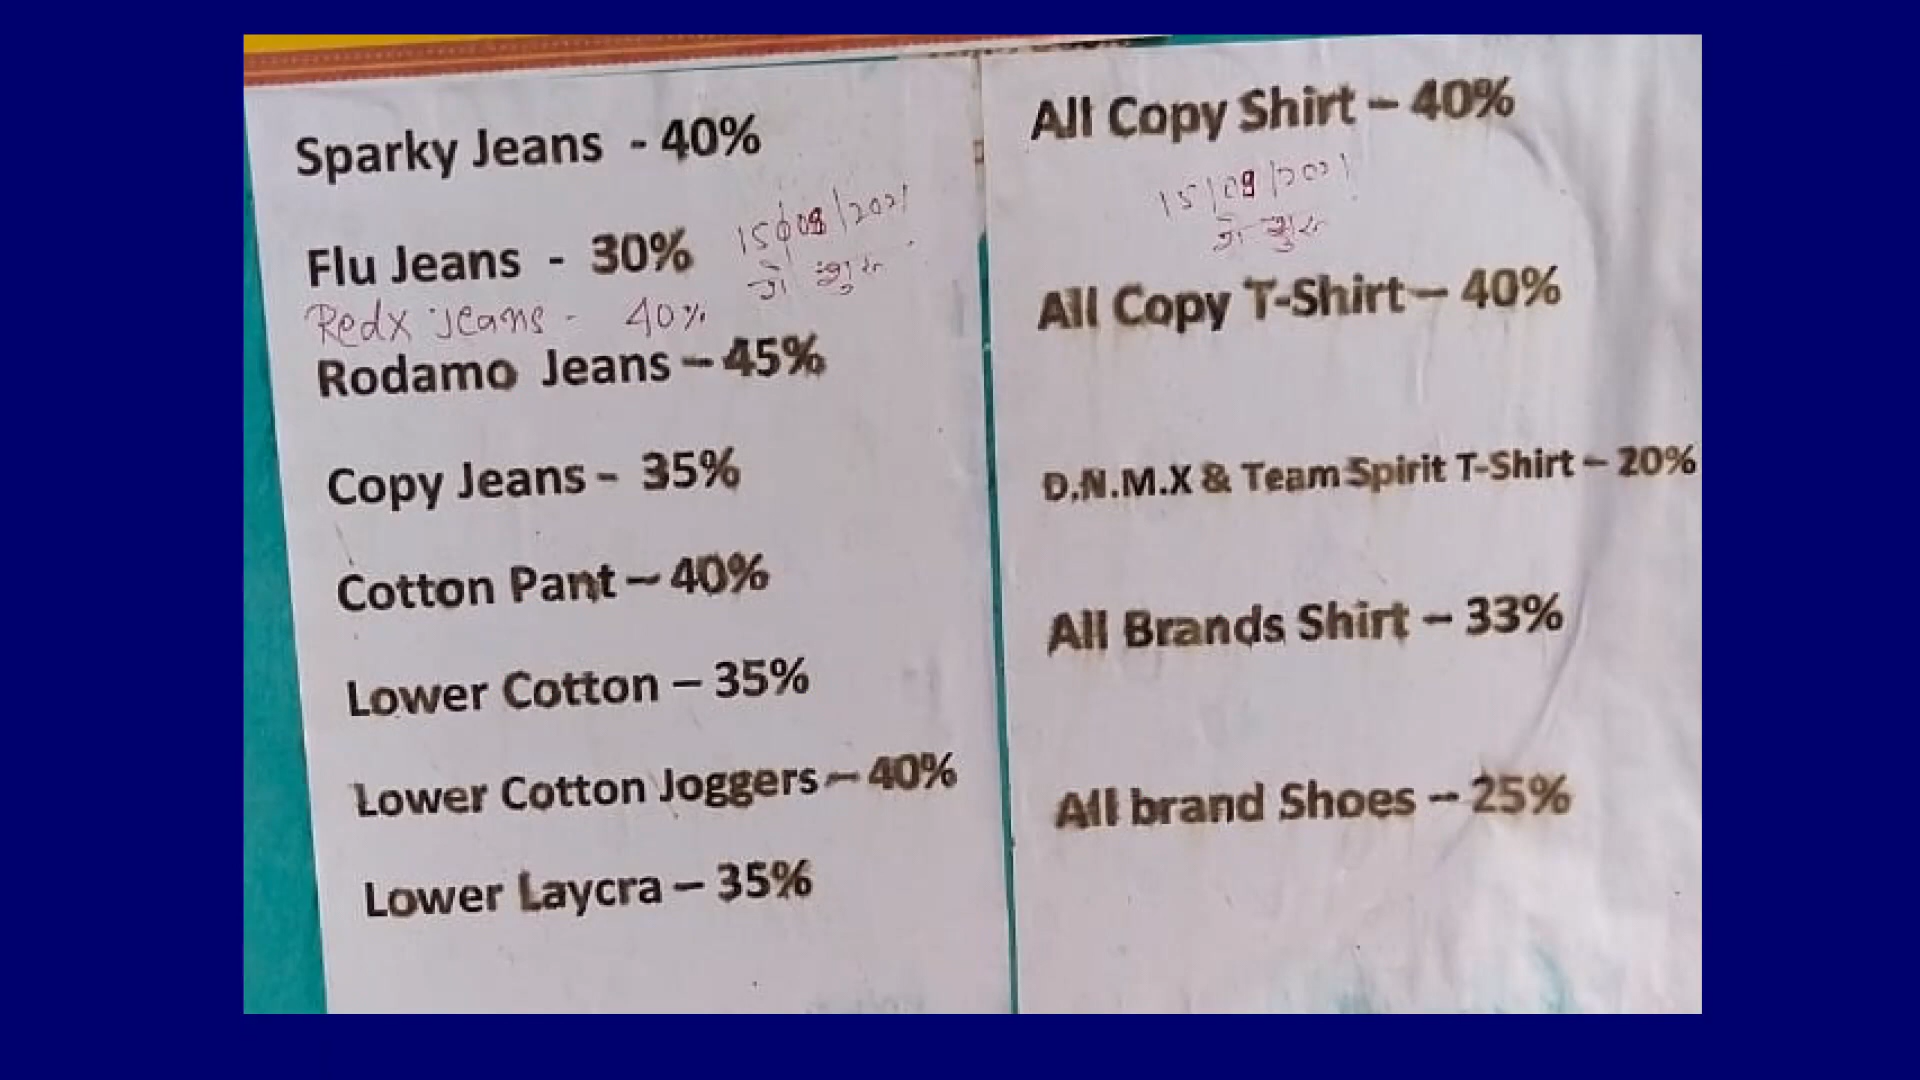 Sparky Jeans - 40%
Flu Jeans - 30%
15/08/2021
से शुरु
Redx Jeans - 40%
Rodamo Jeans – 45%
Copy Jeans - 35%
Cotton Pant – 40%
Lower Cotton – 35%
Lower Cotton Joggers – 40%
Lower Laycra – 35%
All Copy Shirt – 40%
15/08/2021
से शुरु
All Copy T-Shirt – 40%
D.N.M.X & Team Spirit T-Shirt – 20%
All Brands Shirt – 33%
All brand Shoes – 25%